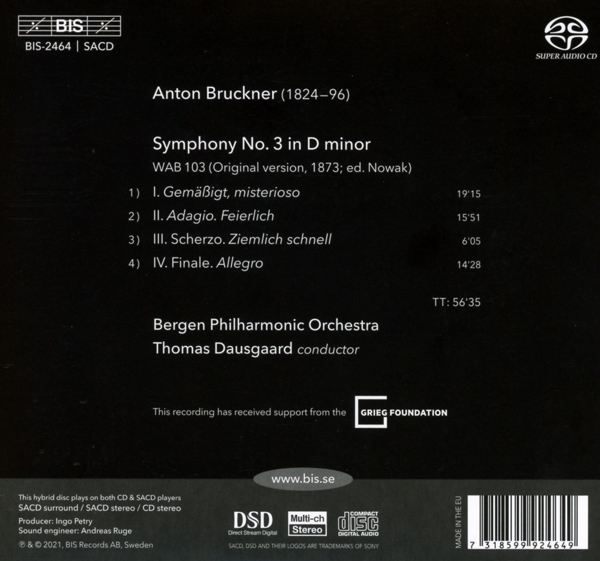 BIS
BIS-2464 | SACD
SUPER AUDIO CD
Anton Bruckner (1824–96)
Symphony No. 3 in D minor
WAB 103 (Original version, 1873; ed. Nowak)
1) I. Gemäßigt, misterioso 19'15
2) II. Adagio. Feierlich 15'51
3) III. Scherzo. Ziemlich schnell 6'05
4) IV. Finale. Allegro 14'28
TT: 56'35
Bergen Philharmonic Orchestra
Thomas Dausgaard conductor
This recording has received support from the GRIEG FOUNDATION
www.bis.se
This hybrid disc plays on both CD & SACD players
SACD surround / SACD stereo / CD stereo
Producer: Ingo Petry
Sound engineer: Andreas Ruge
℗ & © 2021, BIS Records AB, Sweden
DSD
Direct Stream Digital
Multi-ch
Stereo
COMPACT
disc
DIGITAL AUDIO
SACD, DSD AND THEIR LOGOS ARE TRADEMARKS OF SONY
MADE IN THE EU
7 318599 924649